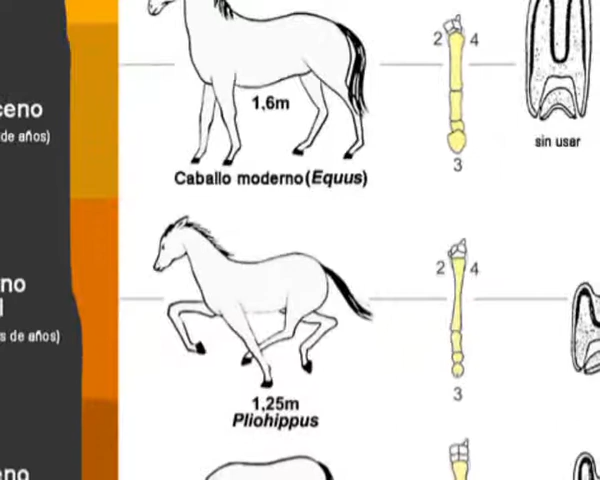 ceno
de años)
2 4
1,6m
3
sin usar
Caballo moderno(Equus)
no
l
s de años)
2 4
1,25m
3
Pliohippus
eno